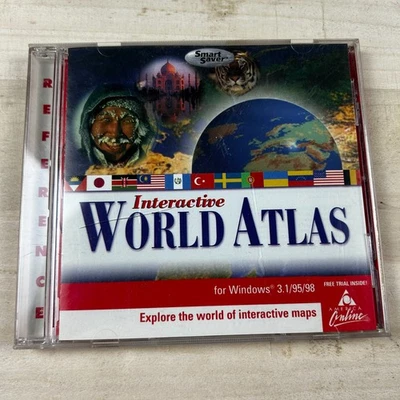 Smart
Saver
REFERENCE
Interactive
WORLD ATLAS
for Windows® 3.1/95/98
FREE TRIAL INSIDE!
Explore the world of interactive maps
AMERICA
Online